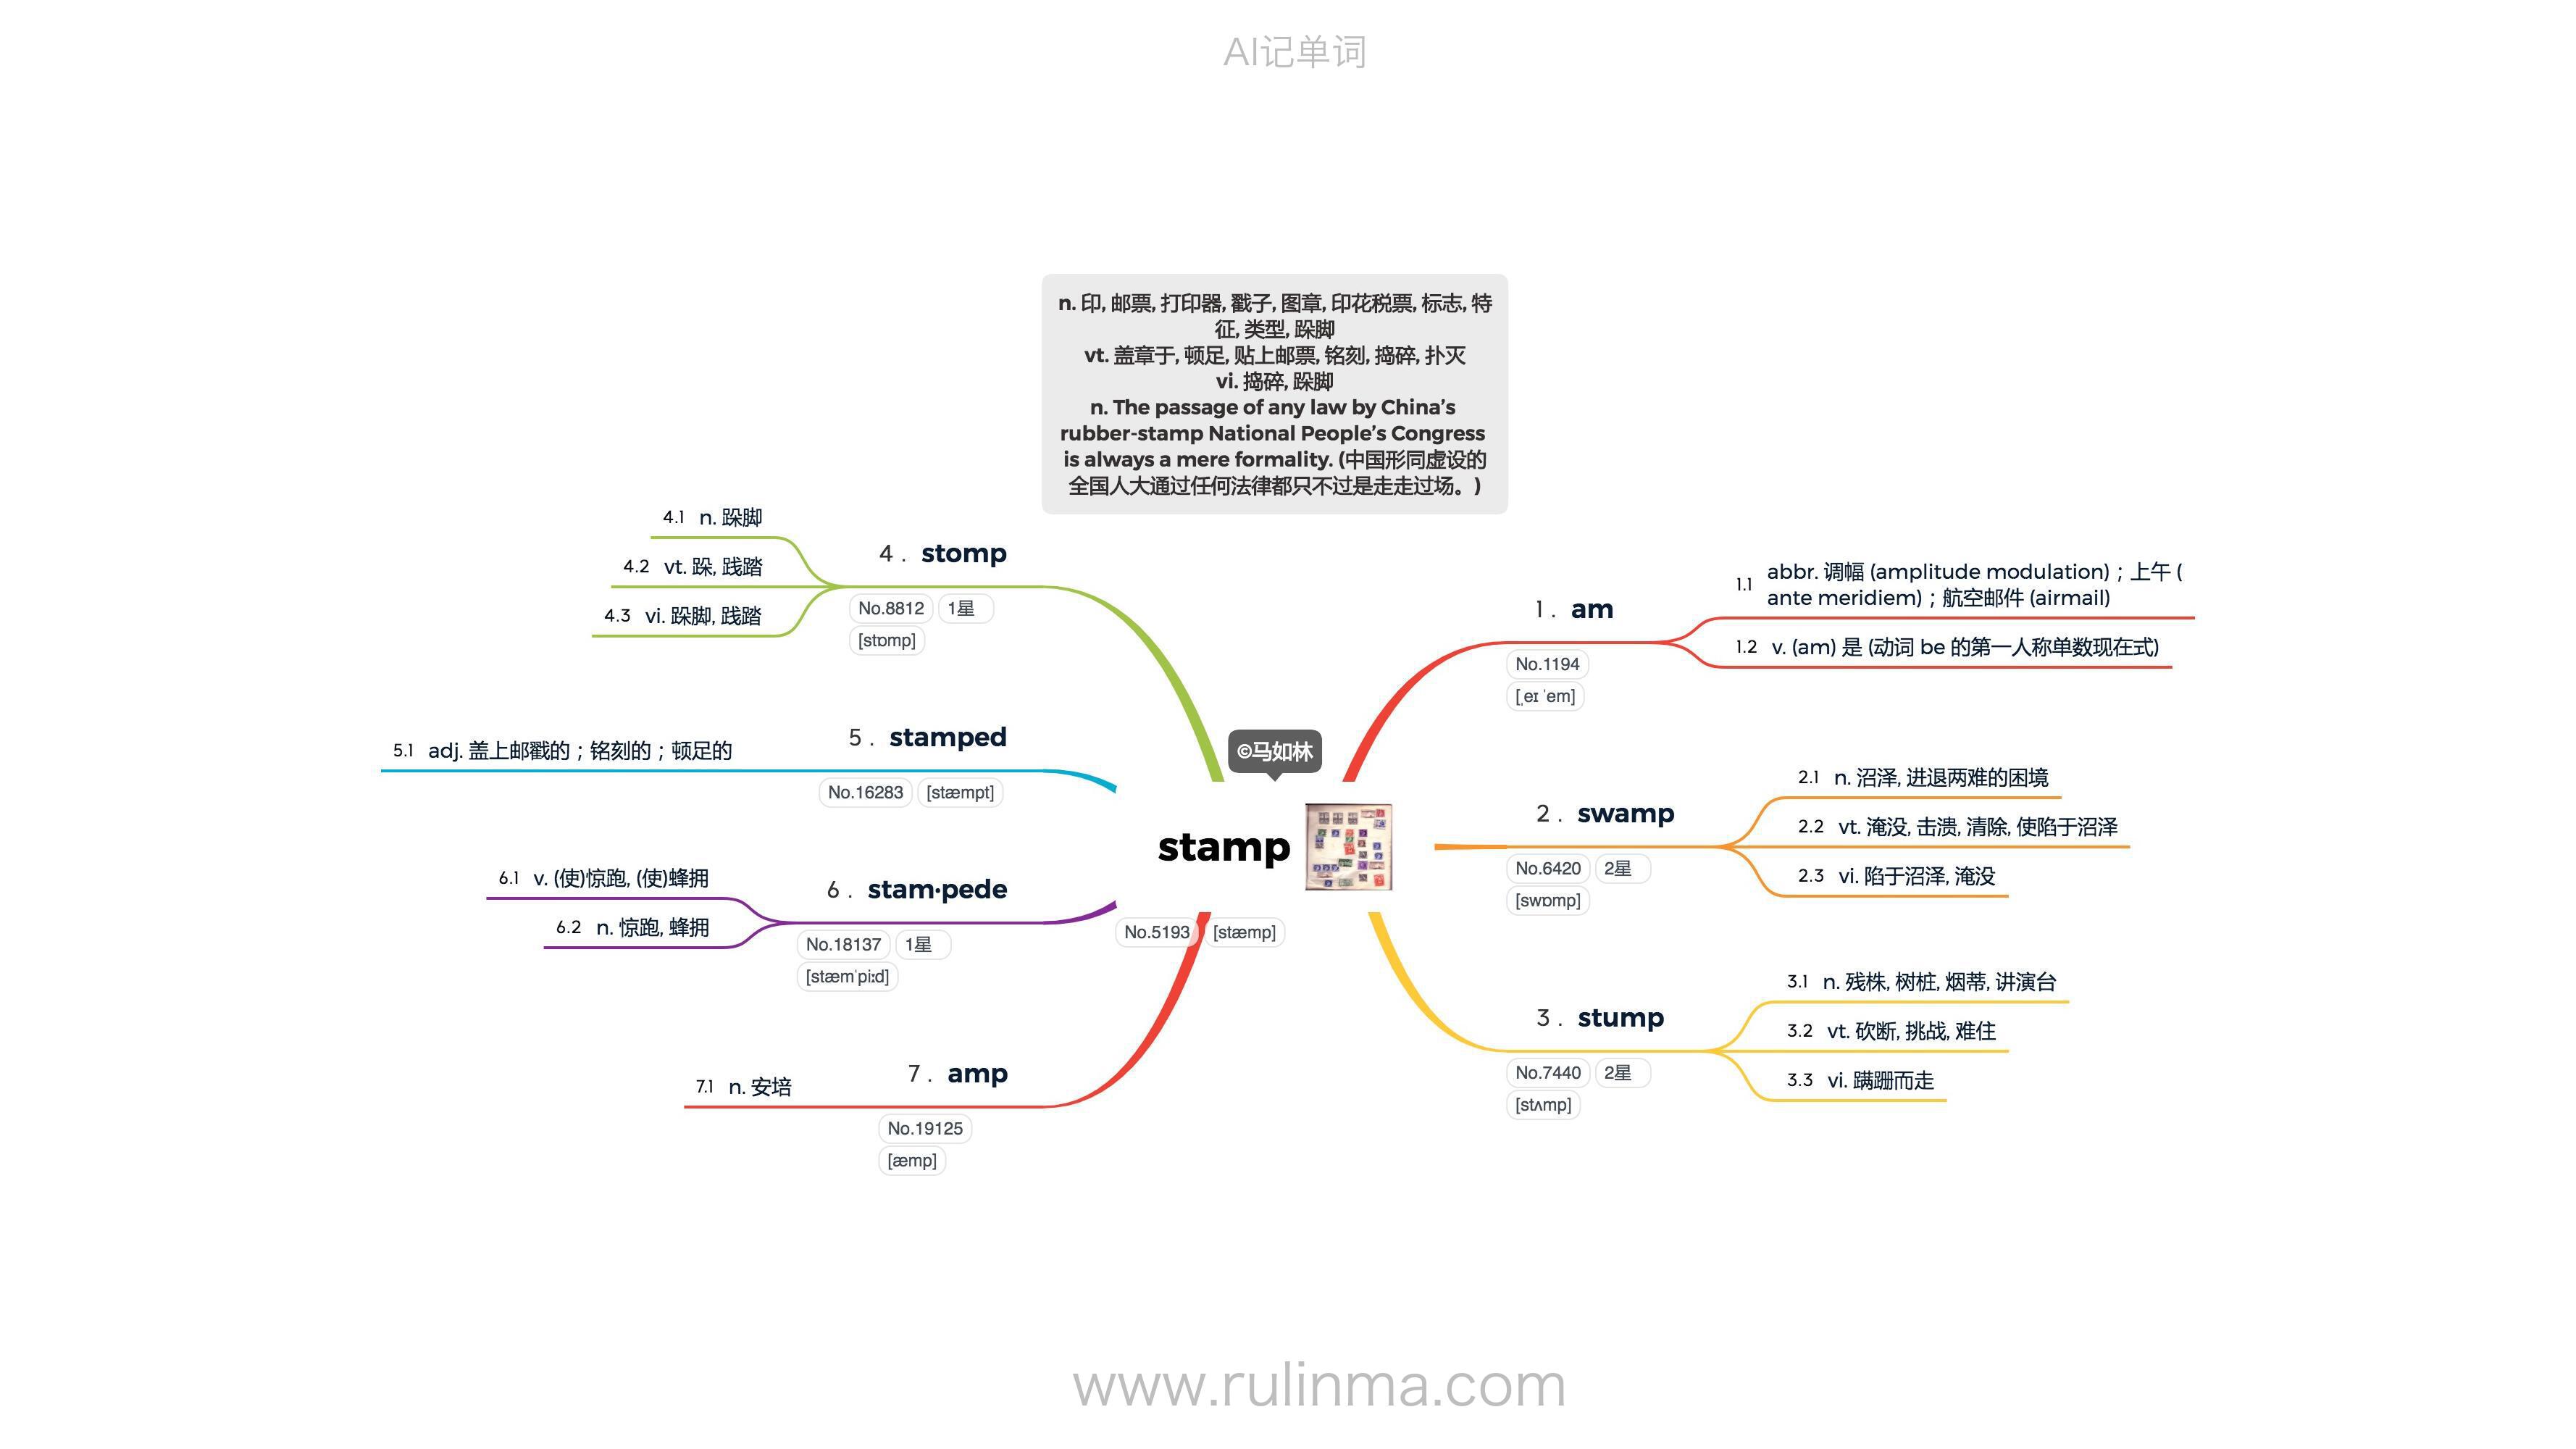 AI记单词
n. 印, 邮票, 打印器, 戳子, 图章, 印花税票, 标志, 特
征, 类型, 跺脚
vt. 盖章于, 顿足, 贴上邮票, 铭刻, 捣碎, 扑灭
vi. 捣碎, 跺脚
n. The passage of any law by China’s
rubber-stamp National People’s Congress
is always a mere formality. (中国形同虚设的
全国人大通过任何法律都只不过是走走过场。)
©马如林
stamp
No.5193 [stæmp]
1. am
No.1194
[ˌeɪ ˈem]
1.1 abbr. 调幅 (amplitude modulation)；上午 (
ante meridiem)；航空邮件 (airmail)
1.2 v. (am) 是 (动词 be 的第一人称单数现在式)
2. swamp
No.6420 2星
[swɒmp]
2.1 n. 沼泽, 进退两难的困境
2.2 vt. 淹没, 击溃, 清除, 使陷于沼泽
2.3 vi. 陷于沼泽, 淹没
3. stump
No.7440 2星
[stʌmp]
3.1 n. 残株, 树桩, 烟蒂, 讲演台
3.2 vt. 砍断, 挑战, 难住
3.3 vi. 蹒跚而走
4. stomp
No.8812 1星
[stɒmp]
4.1 n. 跺脚
4.2 vt. 跺, 践踏
4.3 vi. 跺脚, 践踏
5. stamped
No.16283 [stæmpt]
5.1 adj. 盖上邮戳的；铭刻的；顿足的
6. stam·pede
No.18137 1星
[stæmˈpiːd]
6.1 v. (使)惊跑, (使)蜂拥
6.2 n. 惊跑, 蜂拥
7. amp
No.19125
[æmp]
7.1 n. 安培
www.rulinma.com